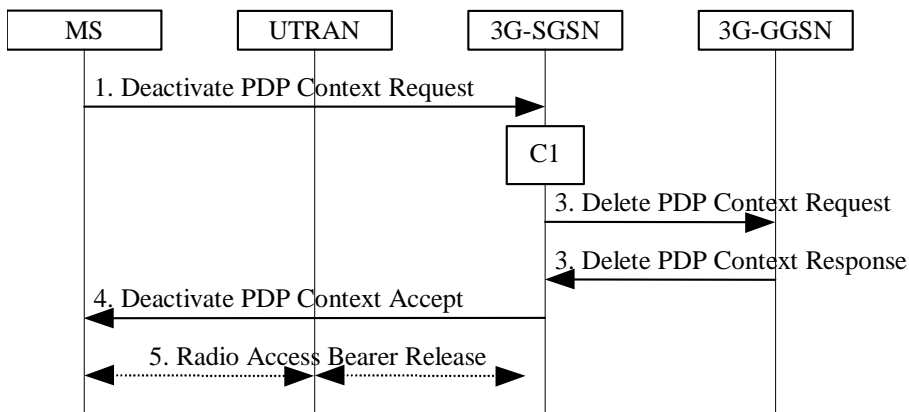 MS UTRAN 3G-SGSN 3G-GGSN
1. Deactivate PDP Context Request
C1
3. Delete PDP Context Request
3. Delete PDP Context Response
4. Deactivate PDP Context Accept
5. Radio Access Bearer Release